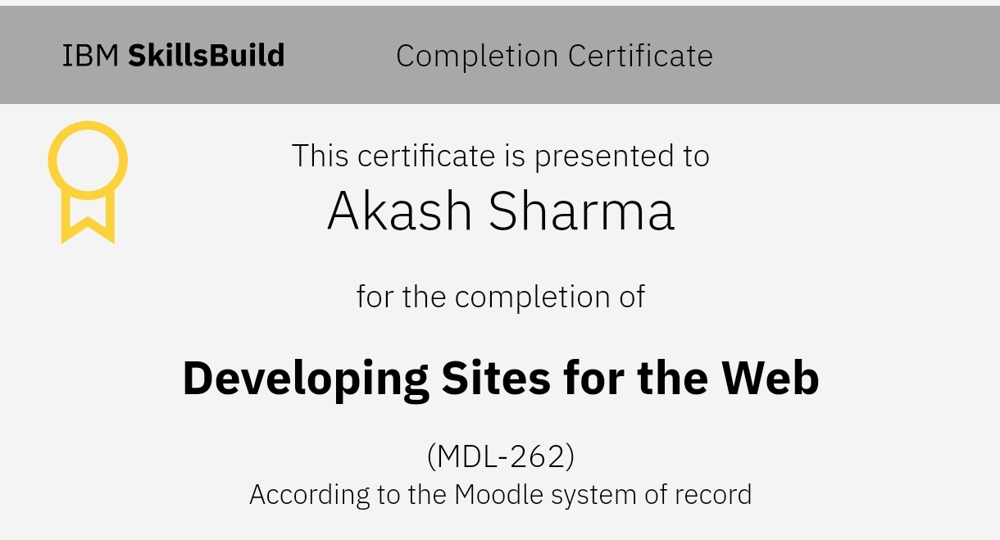 IBM SkillsBuild Completion Certificate
This certificate is presented to
Akash Sharma
for the completion of
Developing Sites for the Web
(MDL-262)
According to the Moodle system of record